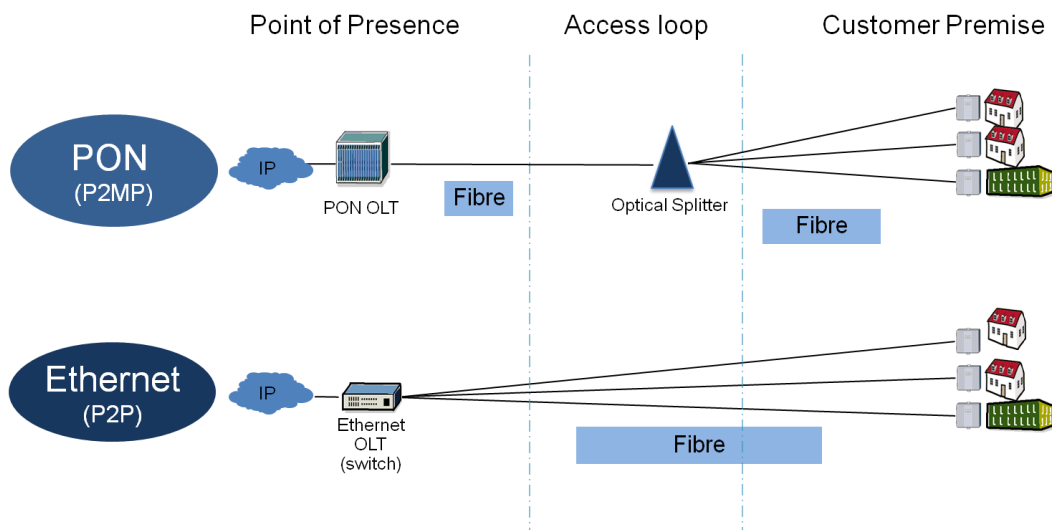 Point of Presence
Access loop
Customer Premise
PON
(P2MP)
IP
PON OLT
Fibre
Optical Splitter
Fibre
Ethernet
(P2P)
IP
Ethernet
OLT
(switch)
Fibre